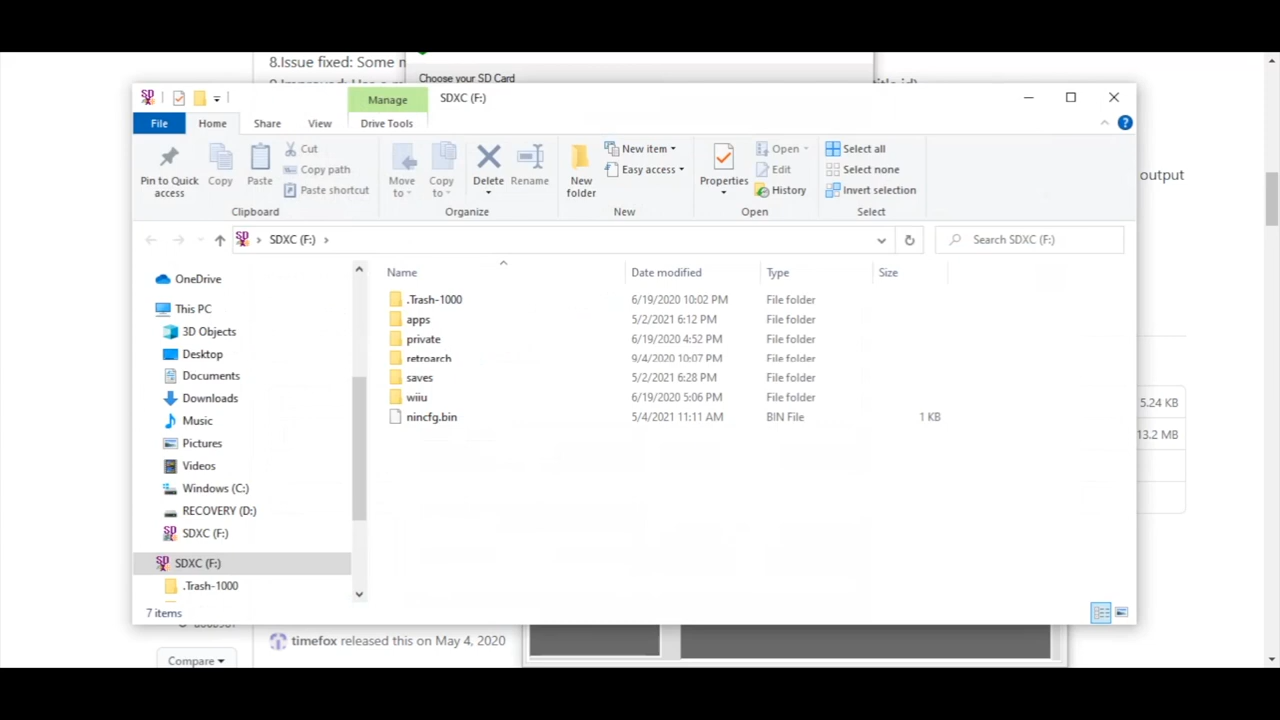 8.Issue fixed: Some m
Choose your SD Card
title id)
SDXC (F:)
Manage
File Home Share View Drive Tools
Pin to Quick access
Copy
Paste
Cut
Copy path
Paste shortcut
Clipboard
Move to
Copy to
Delete
Rename
Organize
New folder
New item
Easy access
New
Properties
Open
Edit
History
Open
Select all
Select none
Invert selection
Select
output
SDXC (F:)
Search SDXC (F:)
OneDrive
This PC
3D Objects
Desktop
Documents
Downloads
Music
Pictures
Videos
Windows (C:)
RECOVERY (D:)
SDXC (F:)
SDXC (F:)
.Trash-1000
Name Date modified Type Size
.Trash-1000 6/19/2020 10:02 PM File folder
apps 5/2/2021 6:12 PM File folder
private 6/19/2020 4:52 PM File folder
retroarch 9/4/2020 10:07 PM File folder
saves 5/2/2021 6:28 PM File folder
wiiu 6/19/2020 5:06 PM File folder
nincfg.bin 5/4/2021 11:11 AM BIN File 1 KB
5.24 KB
13.2 MB
7 items
timefox released this on May 4, 2020
Compare